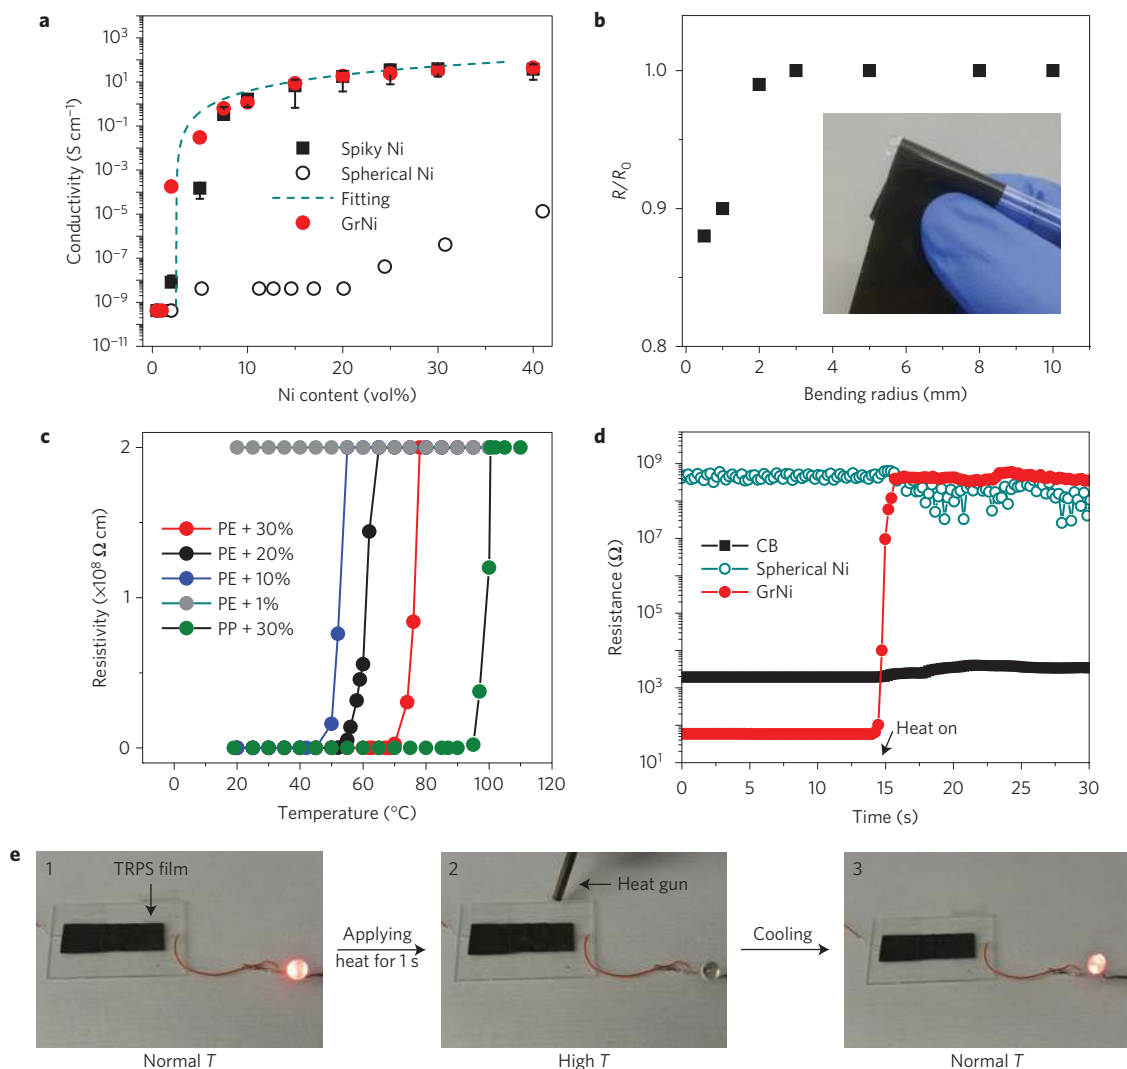 a
Conductivity (S cm⁻¹)
10³
10¹
10⁻¹
10⁻³
10⁻⁵
10⁻⁷
10⁻⁹
10⁻¹¹
Spiky Ni
Spherical Ni
Fitting
GrNi
0 10 20 30 40
Ni content (vol%)
b
R/R₀
1.0
0.9
0.8
0 2 4 6 8 10
Bending radius (mm)
c
Resistivity (×10⁸ Ω cm)
2
1
0
PE + 30%
PE + 20%
PE + 10%
PE + 1%
PP + 30%
0 20 40 60 80 100 120
Temperature (°C)
d
Resistance (Ω)
10⁹
10⁷
10⁵
10³
10¹
CB
Spherical Ni
GrNi
Heat on
0 5 10 15 20 25 30
Time (s)
e
1
TRPS film
Normal T
Applying
heat for 1 s
2
Heat gun
High T
Cooling
3
Normal T